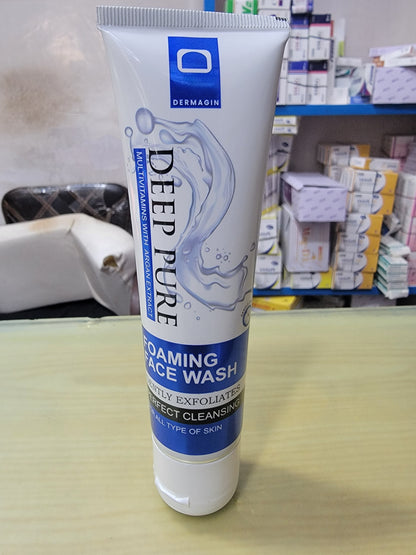 DERMAGIN
DEEP PURE
MULTIVITAMINS WITH ARGAN EXTRACT
FOAMING
FACE WASH
GENTLY EXFOLIATES
PERFECT CLEANSING
FOR ALL TYPE OF SKIN